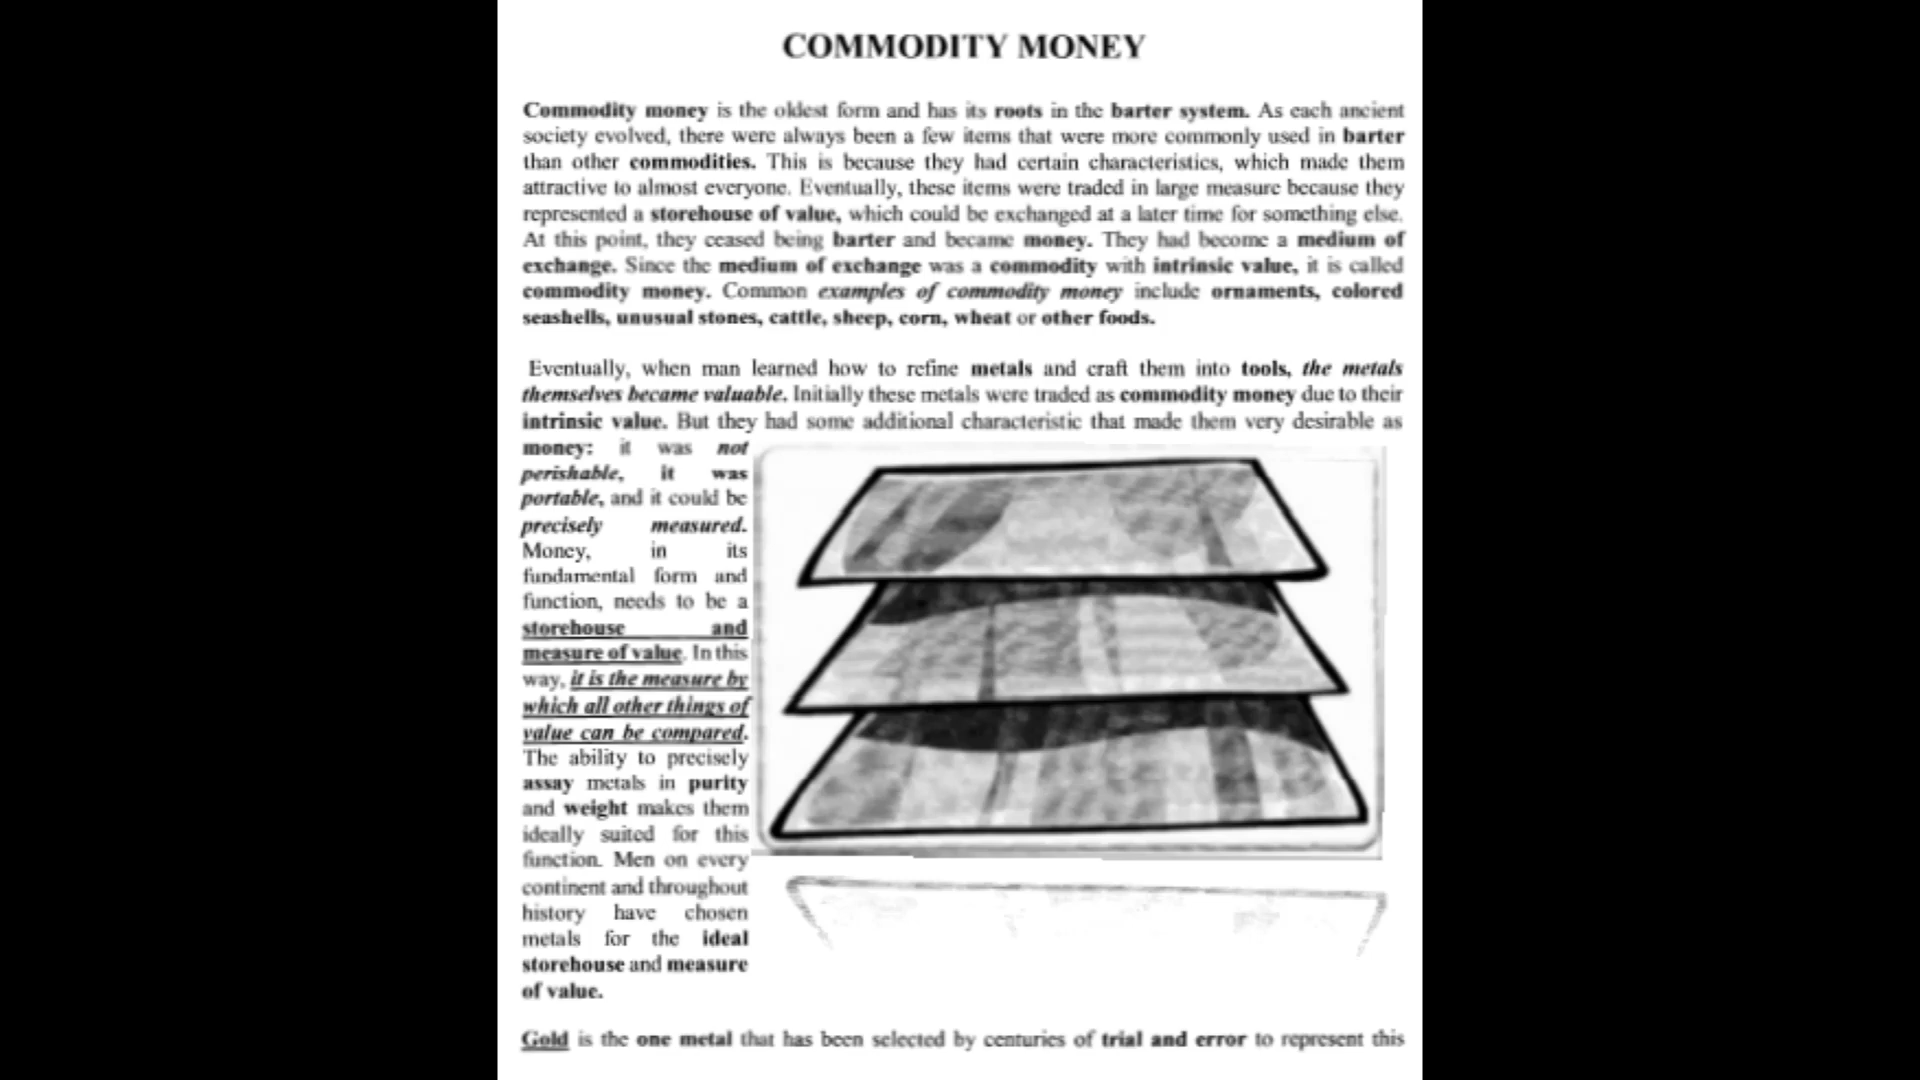 COMMODITY MONEY
Commodity money is the oldest form and has its roots in the barter system. As each ancient
society evolved, there were always been a few items that were more commonly used in barter
than other commodities. This is because they had certain characteristics, which made them
attractive to almost everyone. Eventually, these items were traded in large measure because they
represented a storehouse of value, which could be exchanged at a later time for something else.
At this point, they ceased being barter and became money. They had become a medium of
exchange. Since the medium of exchange was a commodity with intrinsic value, it is called
commodity money. Common examples of commodity money include ornaments, colored
seashells, unusual stones, cattle, sheep, corn, wheat or other foods.
Eventually, when man learned how to refine metals and craft them into tools, the metals
themselves became valuable. Initially these metals were traded as commodity money due to their
intrinsic value. But they had some additional characteristic that made them very desirable as
money: it was not
perishable, it was
portable, and it could be
precisely measured.
Money, in its
fundamental form and
function, needs to be a
storehouse and
measure of value. In this
way, it is the measure by
which all other things of
value can be compared.
The ability to precisely
assay metals in purity
and weight makes them
ideally suited for this
function. Men on every
continent and throughout
history have chosen
metals for the ideal
storehouse and measure
of value.
Gold is the one metal that has been selected by centuries of trial and error to represent this